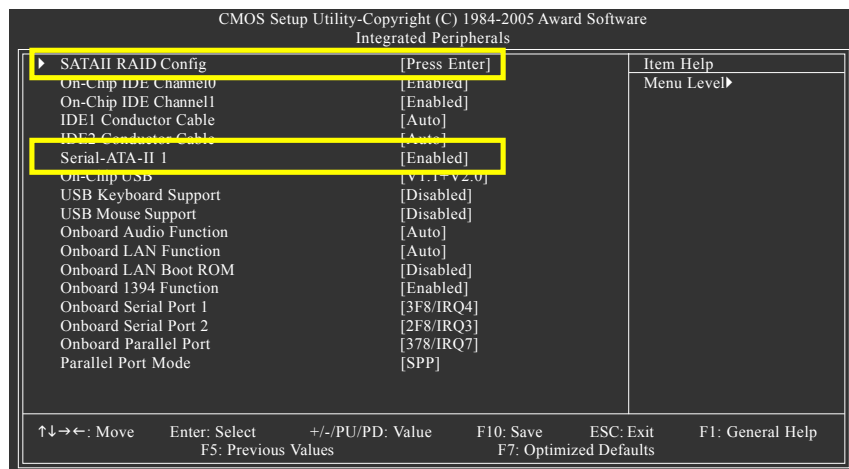 CMOS Setup Utility-Copyright (C) 1984-2005 Award Software
Integrated Peripherals
SATAII RAID Config [Press Enter] Item Help
On-Chip IDE Channel0 [Enabled] Menu Level
On-Chip IDE Channel1 [Enabled]
IDE1 Conductor Cable [Auto]
IDE2 Conductor Cable [Auto]
Serial-ATA-II 1 [Enabled]
On-Chip USB [V1.1+V2.0]
USB Keyboard Support [Disabled]
USB Mouse Support [Disabled]
Onboard Audio Function [Auto]
Onboard LAN Function [Auto]
Onboard LAN Boot ROM [Disabled]
Onboard 1394 Function [Enabled]
Onboard Serial Port 1 [3F8/IRQ4]
Onboard Serial Port 2 [2F8/IRQ3]
Onboard Parallel Port [378/IRQ7]
Parallel Port Mode [SPP]
↑↓→←: Move Enter: Select +/-/PU/PD: Value F10: Save ESC: Exit F1: General Help
F5: Previous Values F7: Optimized Defaults